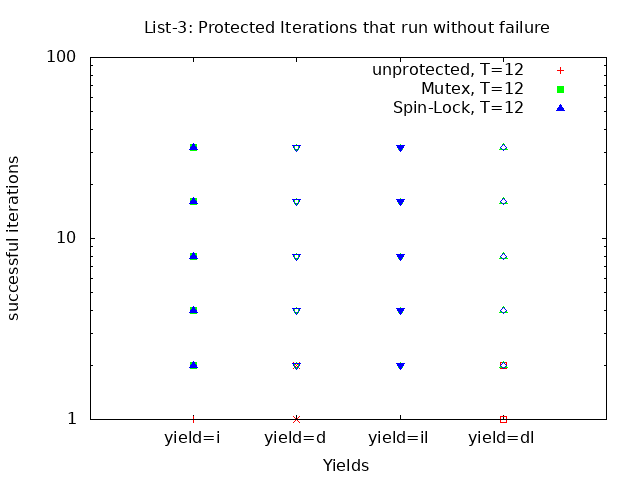 List-3: Protected Iterations that run without failure
100
unprotected, T=12
Mutex, T=12
Spin-Lock, T=12
successful iterations
10
1
yield=i yield=d yield=il yield=dl
Yields